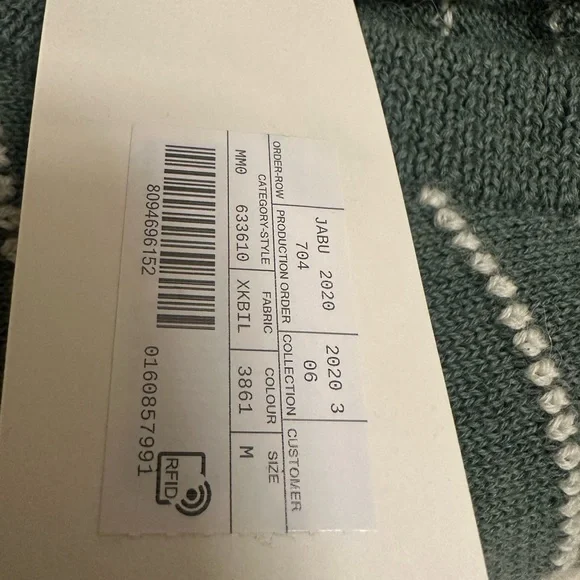 ORDER-ROW PRODUCTION ORDER COLLECTION CUSTOMER
JABU 2020 2020 3
704 06
CATEGORY-STYLE FABRIC COLOUR SIZE
MM0 633610 XKBIL 3861 M
8094696152 0160857991
RFID